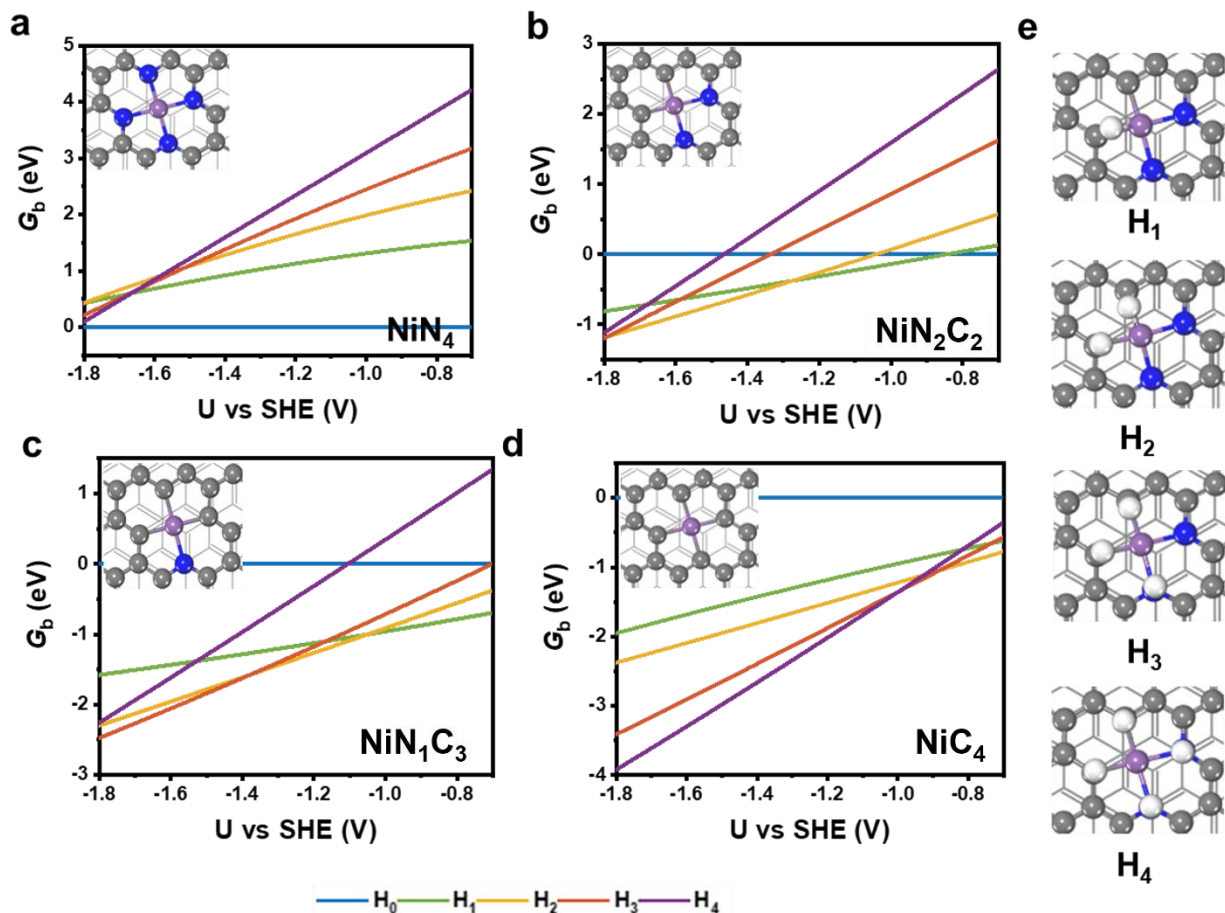 a
b
e
5
4
3
2
1
0
G_b (eV)
NiN₄
-1.8 -1.6 -1.4 -1.2 -1.0 -0.8
U vs SHE (V)
3
2
1
0
-1
G_b (eV)
NiN₂C₂
-1.8 -1.6 -1.4 -1.2 -1.0 -0.8
U vs SHE (V)
H₁
H₂
c
d
1
0
-1
-2
-3
G_b (eV)
NiN₁C₃
-1.8 -1.6 -1.4 -1.2 -1.0 -0.8
U vs SHE (V)
0
-1
-2
-3
-4
G_b (eV)
NiC₄
-1.8 -1.6 -1.4 -1.2 -1.0 -0.8
U vs SHE (V)
H₃
H₄
H₀ H₁ H₂ H₃ H₄